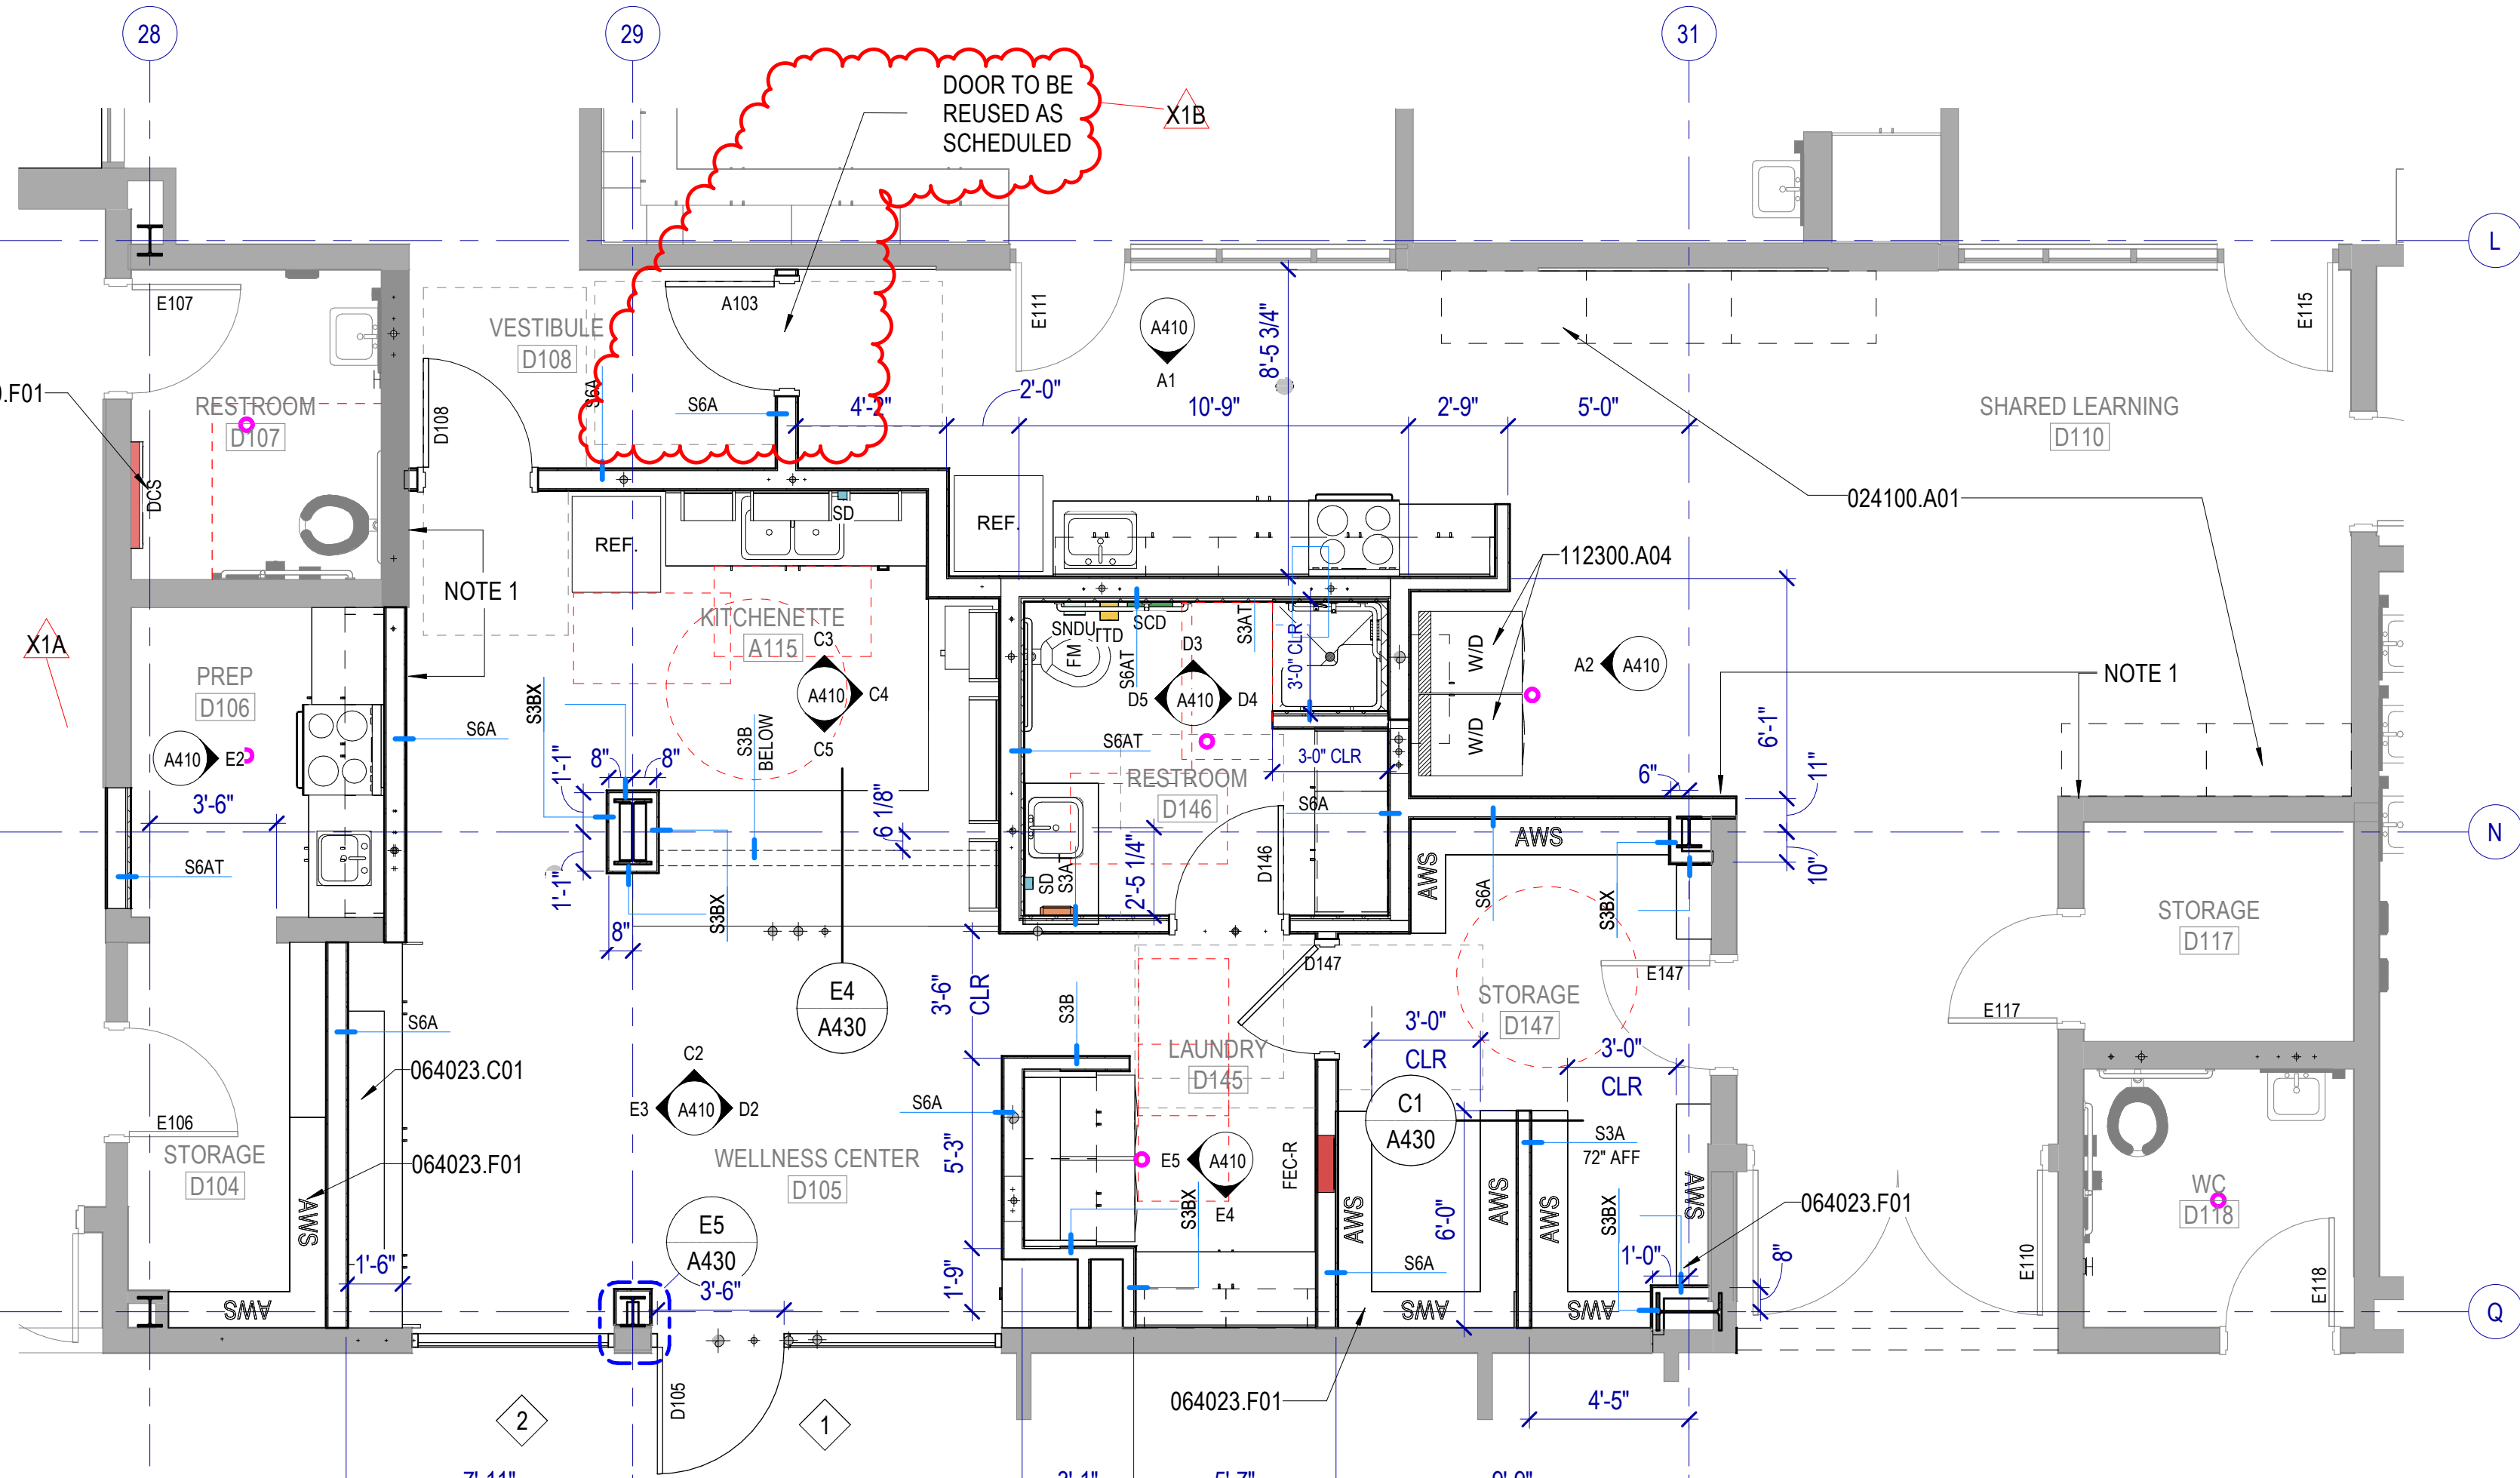 28
29
31
DOOR TO BE
REUSED AS
SCHEDULED
X1B
L
E107
A103
E111
A410
A1
8'-5 3/4"
E115
VESTIBULE
D108
.F01
RESTROOM
D107
DCS
D108
S6A
S6A
4'-2"
2'-0"
10'-9"
2'-9"
5'-0"
SHARED LEARNING
D110
024100.A01
SD
REF.
REF.
112300.A04
NOTE 1
KITCHENETTE
A115
C3
A410
C4
C5
SNDU
TTD
SCD
FM
S6AT
S3AT
3'-0" CLR
D3
D5
A410
D4
W/D
W/D
A2
A410
NOTE 1
X1A
PREP
D106
A410
E2
3'-6"
S6A
S6AT
S3BX
8"
8"
1'-1"
1'-1"
8"
S3BX
S3B
BELOW
6 1/8"
S6AT
RESTROOM
D146
3-0" CLR
S6A
SD
S3AT
2'-5 1/4"
D146
AWS
AWS
S6A
6"
6'-1"
11"
10"
S3BX
N
STORAGE
D117
E117
D147
E147
STORAGE
D147
E4
A430
3'-6"
CLR
S3B
LAUNDRY
D145
3'-0"
CLR
3'-0"
CLR
S6A
064023.C01
C2
E3
A410
D2
S6A
C1
A430
S3A
72" AFF
E106
STORAGE
D104
064023.F01
AWS
WELLNESS CENTER
D105
5'-3"
E5
A410
E4
S3BX
FEC-R
AWS
6'-0"
AWS
AWS
AWS
S3BX
064023.F01
WC
D118
E5
A430
3'-6"
1'-6"
1'-9"
S6A
1'-0"
8"
E110
E118
AWS
AWS
AWS
Q
D105
2
1
064023.F01
4'-5"
7'-11"
5'-7"